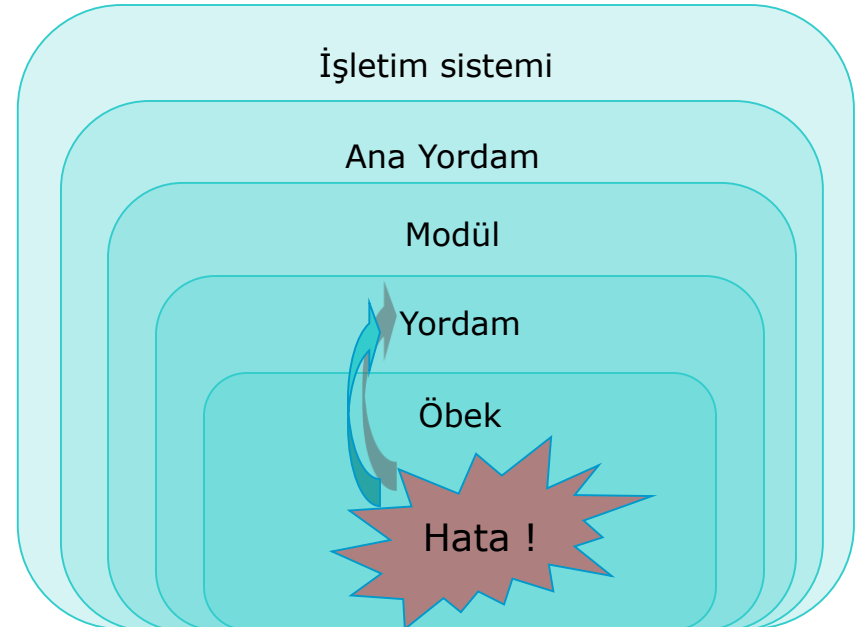 İşletim sistemi
Ana Yordam
Modül
Yordam
Öbek
Hata !